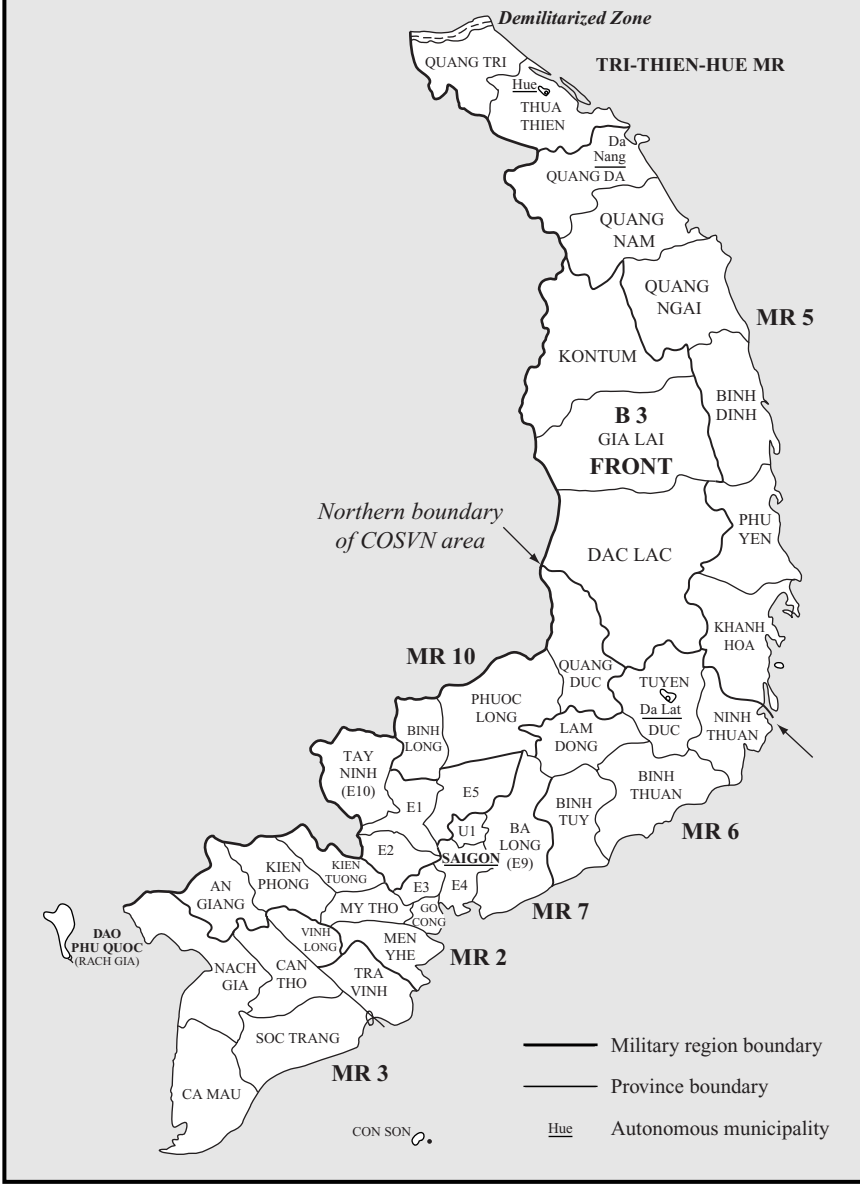 Demilitarized Zone
QUANG TRI
TRI-THIEN-HUE MR
Hue
THUA
THIEN
Da
Nang
QUANG DA
QUANG
NAM
QUANG
NGAI
MR 5
KONTUM
BINH
DINH
B 3
GIA LAI
FRONT
Northern boundary
of COSVN area
PHU
YEN
DAC LAC
KHANH
HOA
MR 10
QUANG
DUC
TUYEN
Da Lat
DUC
PHUOC
LONG
NINH
THUAN
BINH
LONG
LAM
DONG
TAY
NINH
(E10)
E5
BINH
THUAN
E1
BINH
TUY
MR 6
U1
BA
LONG
(E9)
E2
SAIGON
KIEN
TUONG
KIEN
PHONG
E3
E4
AN
GIANG
MY THO
GO
CONG
MR 7
DAO
PHU QUOC
(RACH GIA)
VINH
LONG
MEN
YHE
MR 2
NACH
GIA
CAN
THO
TRA
VINH
SOC TRANG
MR 3
CA MAU
CON SON
Military region boundary
Province boundary
Hue Autonomous municipality